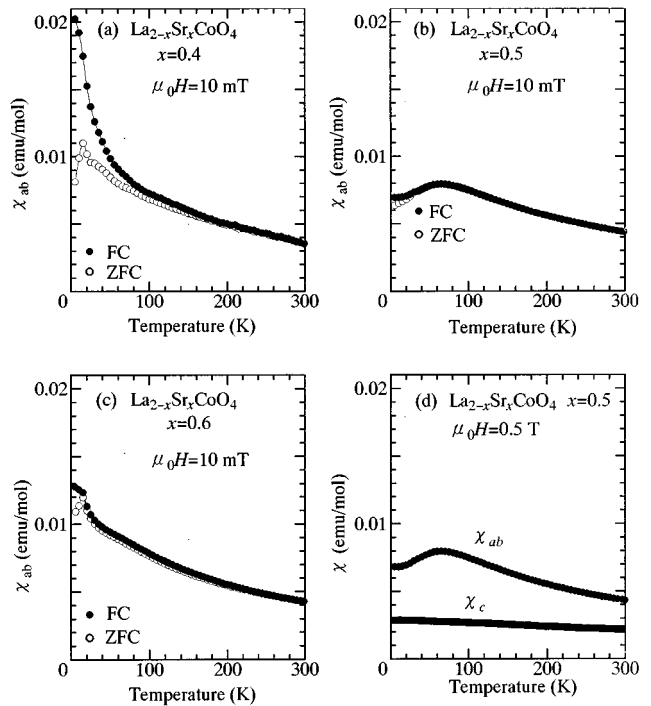 (a) La2−xSrxCoO4
x=0.4
μ0H=10 mT
0.02
0.01
χab (emu/mol)
FC
ZFC
0 100 200 300
Temperature (K)
(b) La2−xSrxCoO4
x=0.5
μ0H=10 mT
0.02
0.01
χab (emu/mol)
FC
ZFC
0 100 200 300
Temperature (K)
(c) La2−xSrxCoO4
x=0.6
μ0H=10 mT
0.02
0.01
χab (emu/mol)
FC
ZFC
0 100 200 300
Temperature (K)
(d) La2−xSrxCoO4 x=0.5
μ0H=0.5 T
0.02
0.01
χ (emu/mol)
χab
χc
0 100 200 300
Temperature (K)